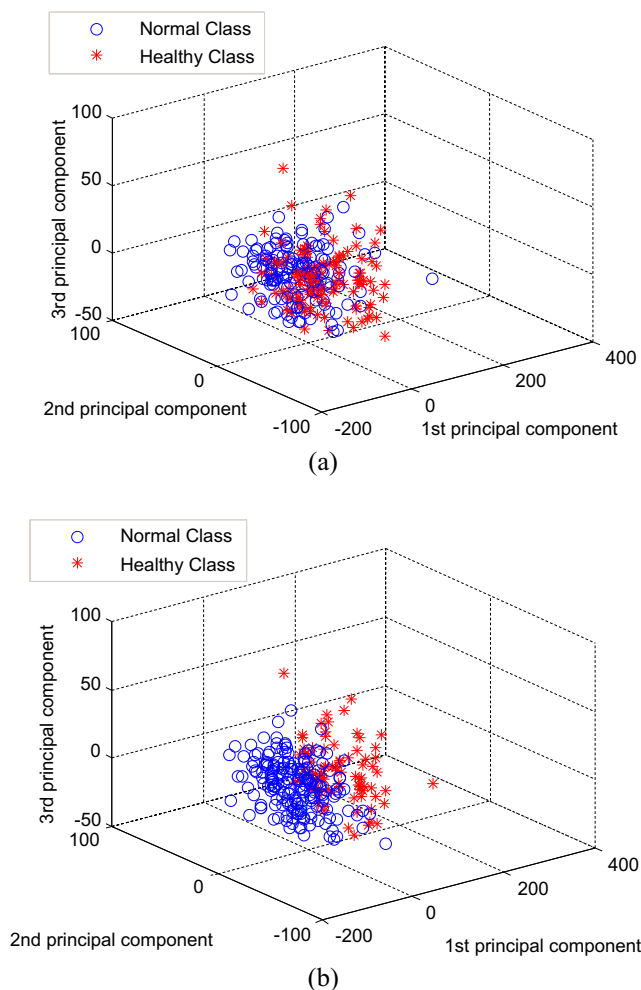 Normal Class
Healthy Class
100
50
0
-50
3rd principal component
100
0
-100
2nd principal component
-200
0
200
400
1st principal component
(a)
Normal Class
Healthy Class
100
50
0
-50
3rd principal component
100
0
-100
2nd principal component
-200
0
200
400
1st principal component
(b)